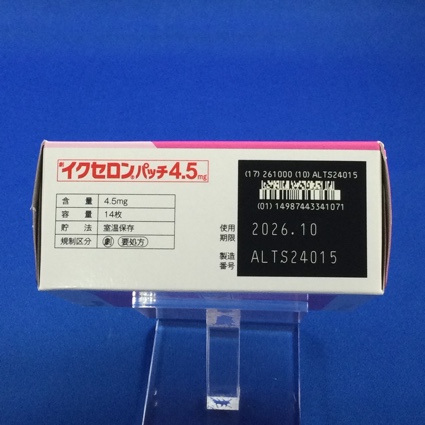 劇 イクセロン®パッチ4.5mg
含量 4.5mg
容量 14枚
貯法 室温保存
規制区分 劇 要処方
(17) 261000 (10) ALTS24015
(01) 14987443341071
使用期限 2026.10
製造番号 ALTS24015